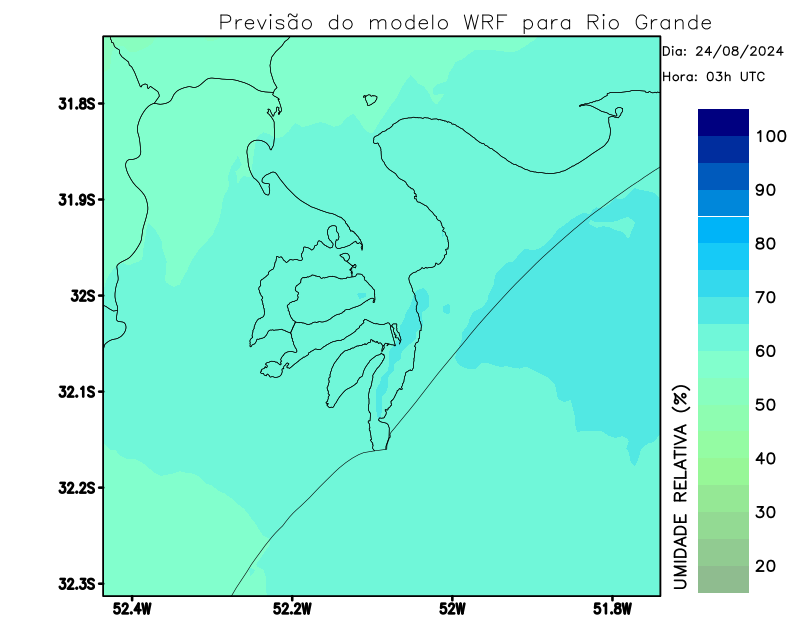 Previsão do modelo WRF para Rio Grande
Dia: 24/08/2024
Hora: 03h UTC
31.8S
31.9S
32S
32.1S
32.2S
32.3S
52.4W
52.2W
52W
51.8W
100
90
80
70
60
50
40
30
20
UMIDADE RELATIVA (%)